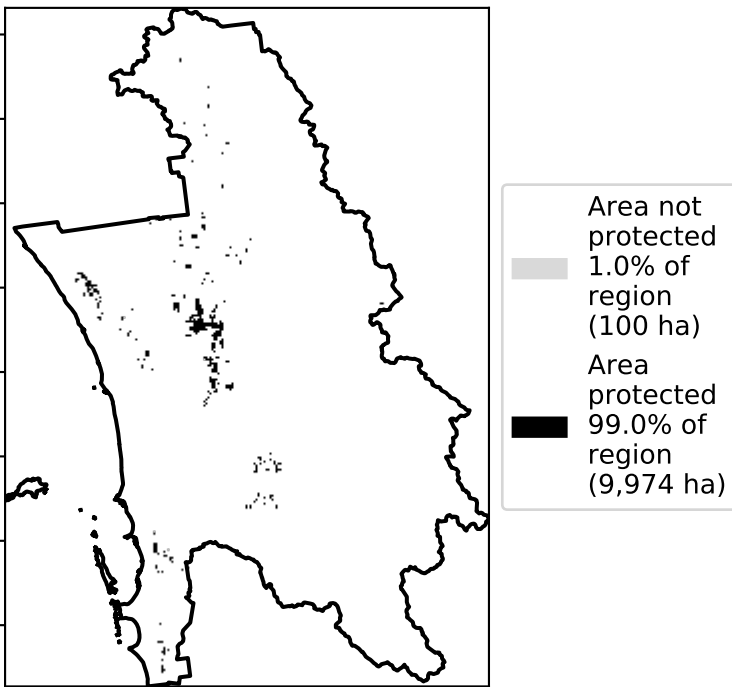 Area not
protected
1.0% of
region
(100 ha)
Area
protected
99.0% of
region
(9,974 ha)